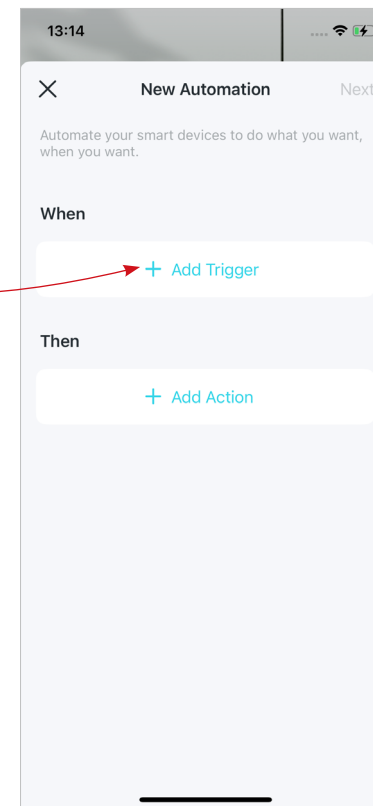 13:14
New Automation Next
Automate your smart devices to do what you want,
when you want.
When
+ Add Trigger
Then
+ Add Action